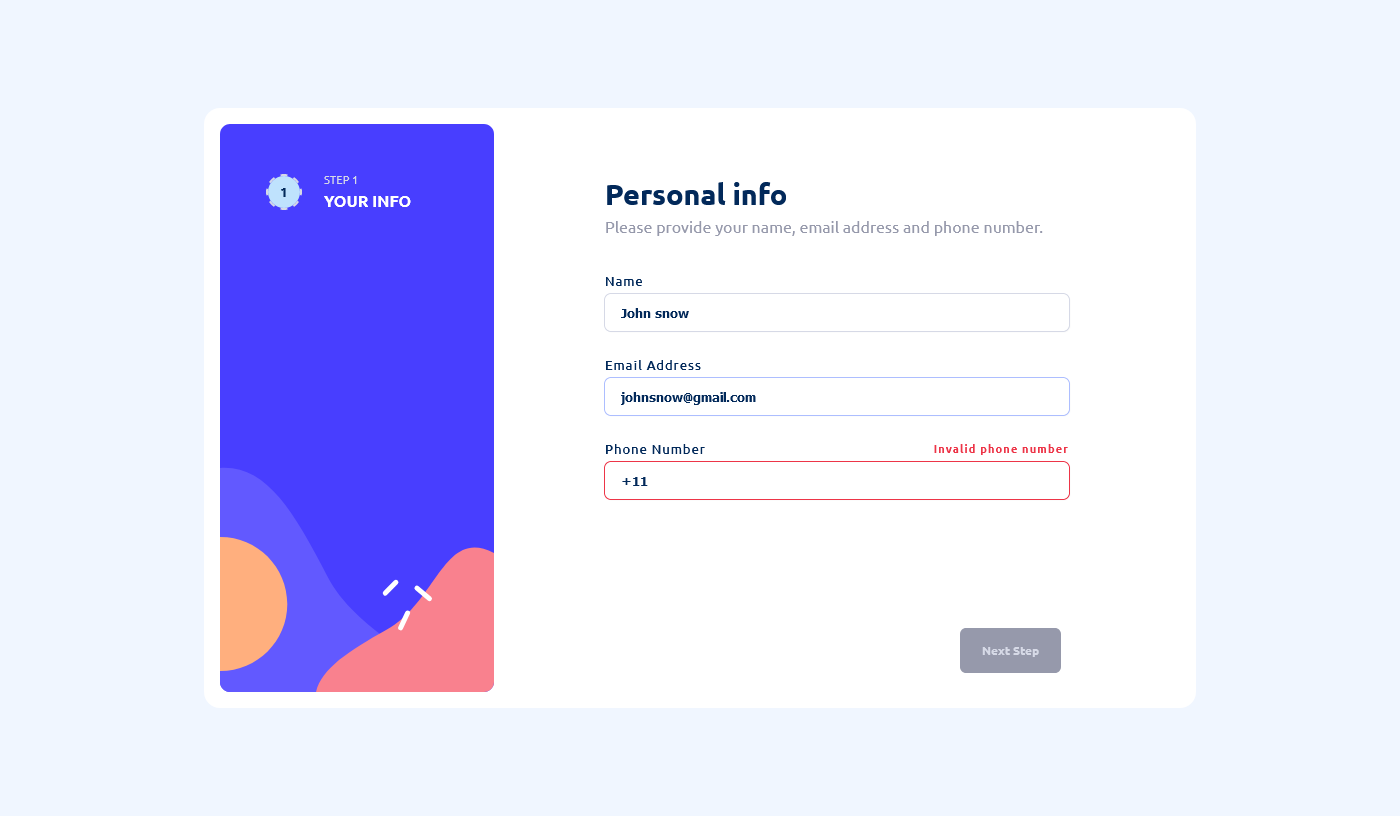 1
STEP 1
YOUR INFO
Personal info
Please provide your name, email address and phone number.
Name
John snow
Email Address
johnsnow@gmail.com
Phone Number
Invalid phone number
+11
Next Step